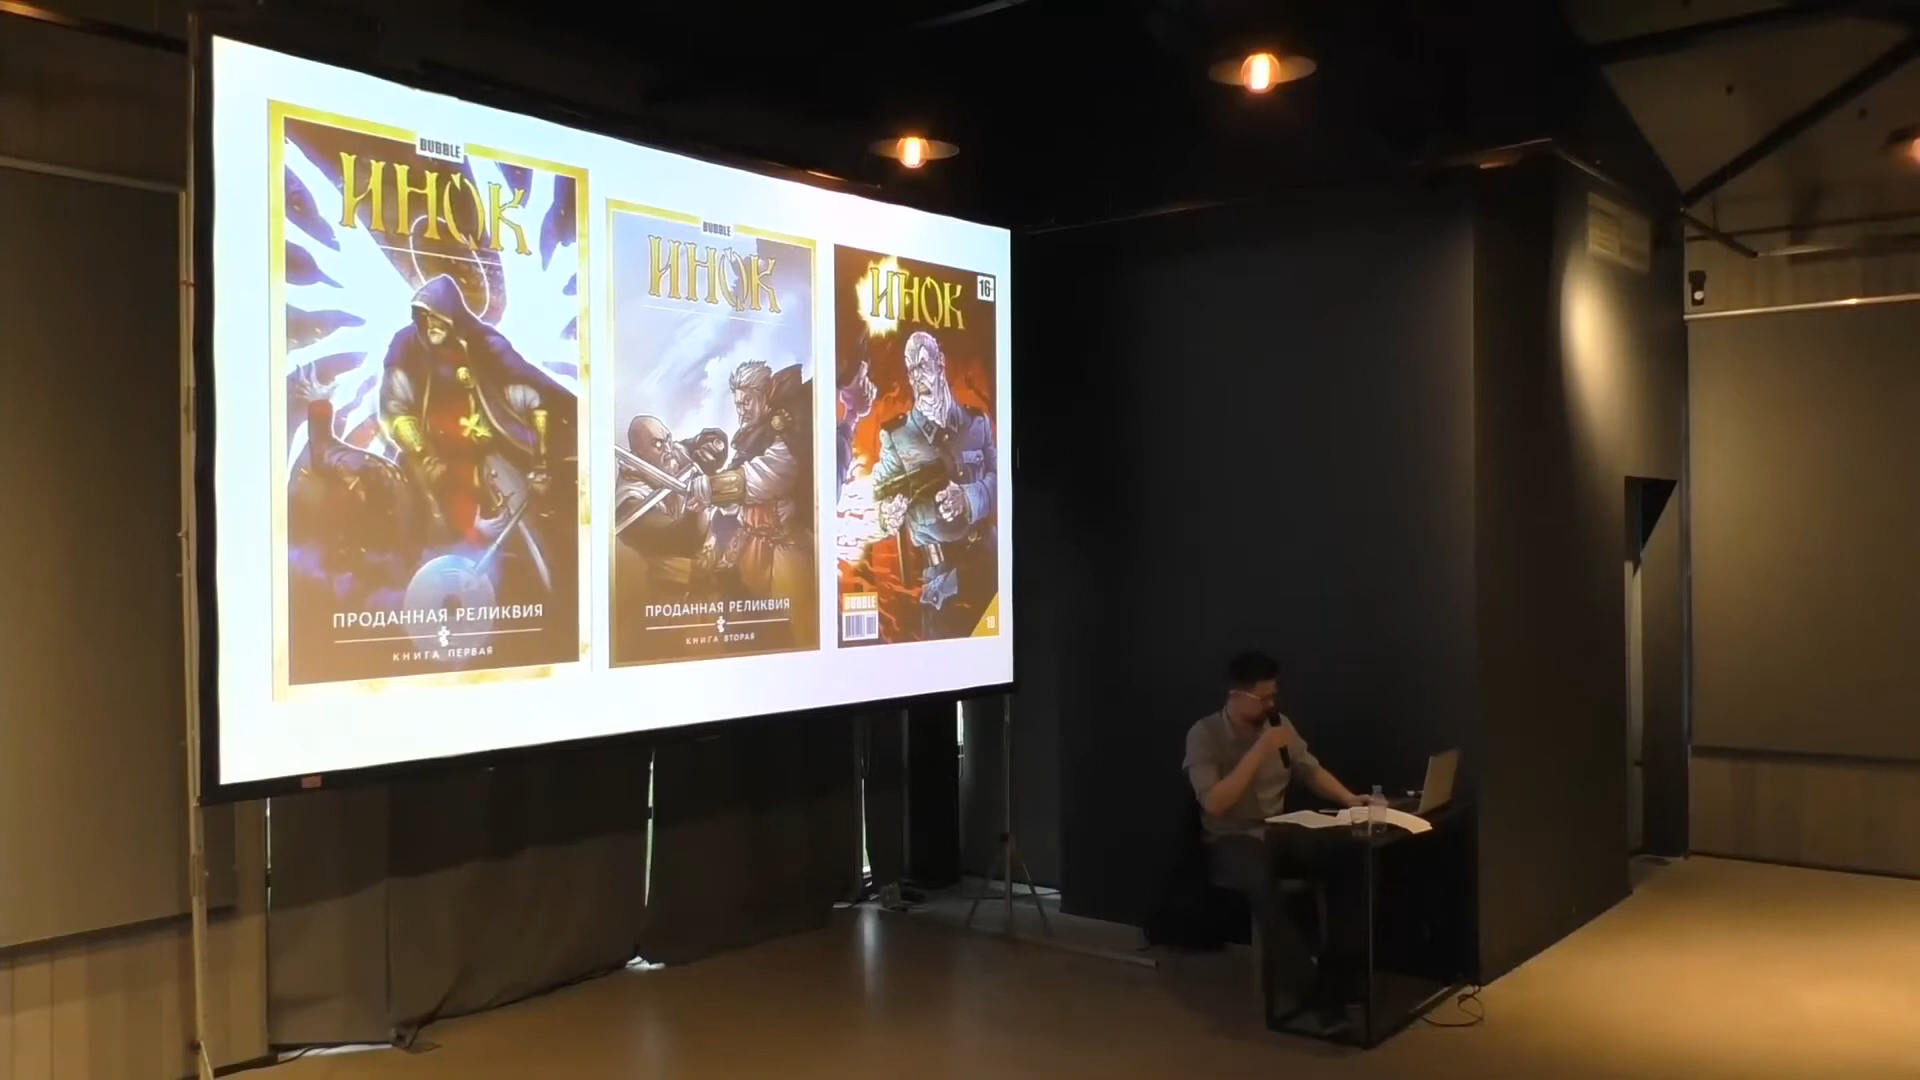 BUBBLE
ИНОК
ПРОДАННАЯ РЕЛИКВИЯ
КНИГА ПЕРВАЯ
BUBBLE
ИНОК
ПРОДАННАЯ РЕЛИКВИЯ
КНИГА ВТОРАЯ
ИНОК
16+
BUBBLE
10